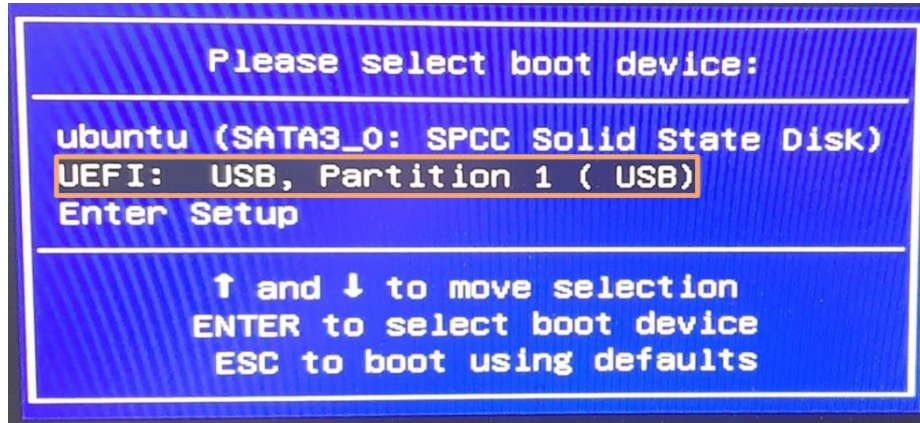 Please select boot device:
ubuntu (SATA3_0: SPCC Solid State Disk)
UEFI:  USB, Partition 1 ( USB)
Enter Setup
↑ and ↓ to move selection
ENTER to select boot device
ESC to boot using defaults